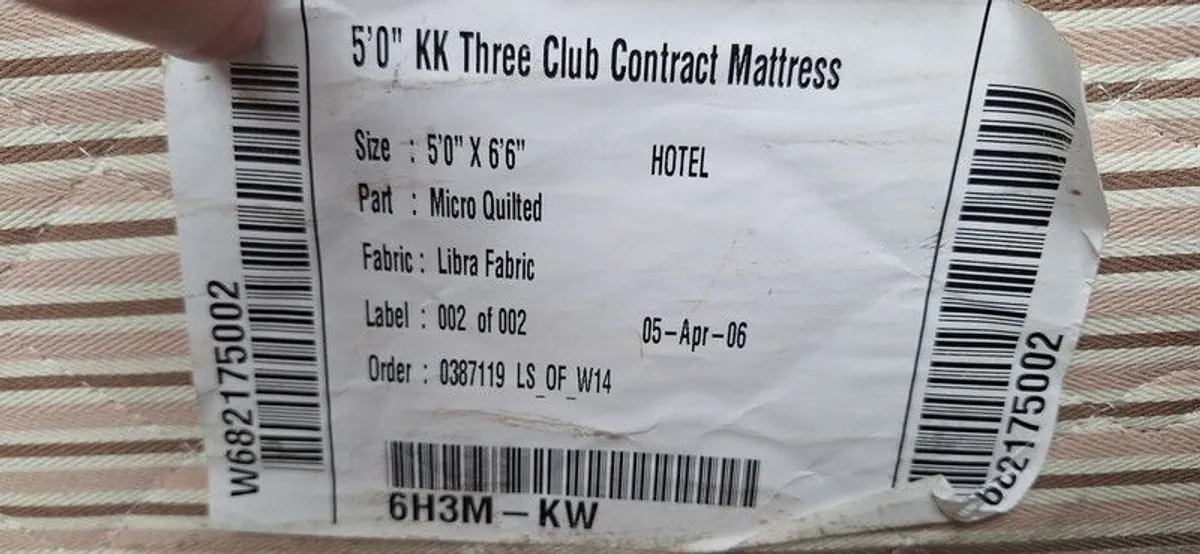 5'0" KK Three Club Contract Mattress
Size : 5'0" X 6'6" HOTEL
Part : Micro Quilted
Fabric : Libra Fabric
Label : 002 of 002 05-Apr-06
Order : 0387119 LS_OF_W14
6H3M - KW
W682175002
682175002